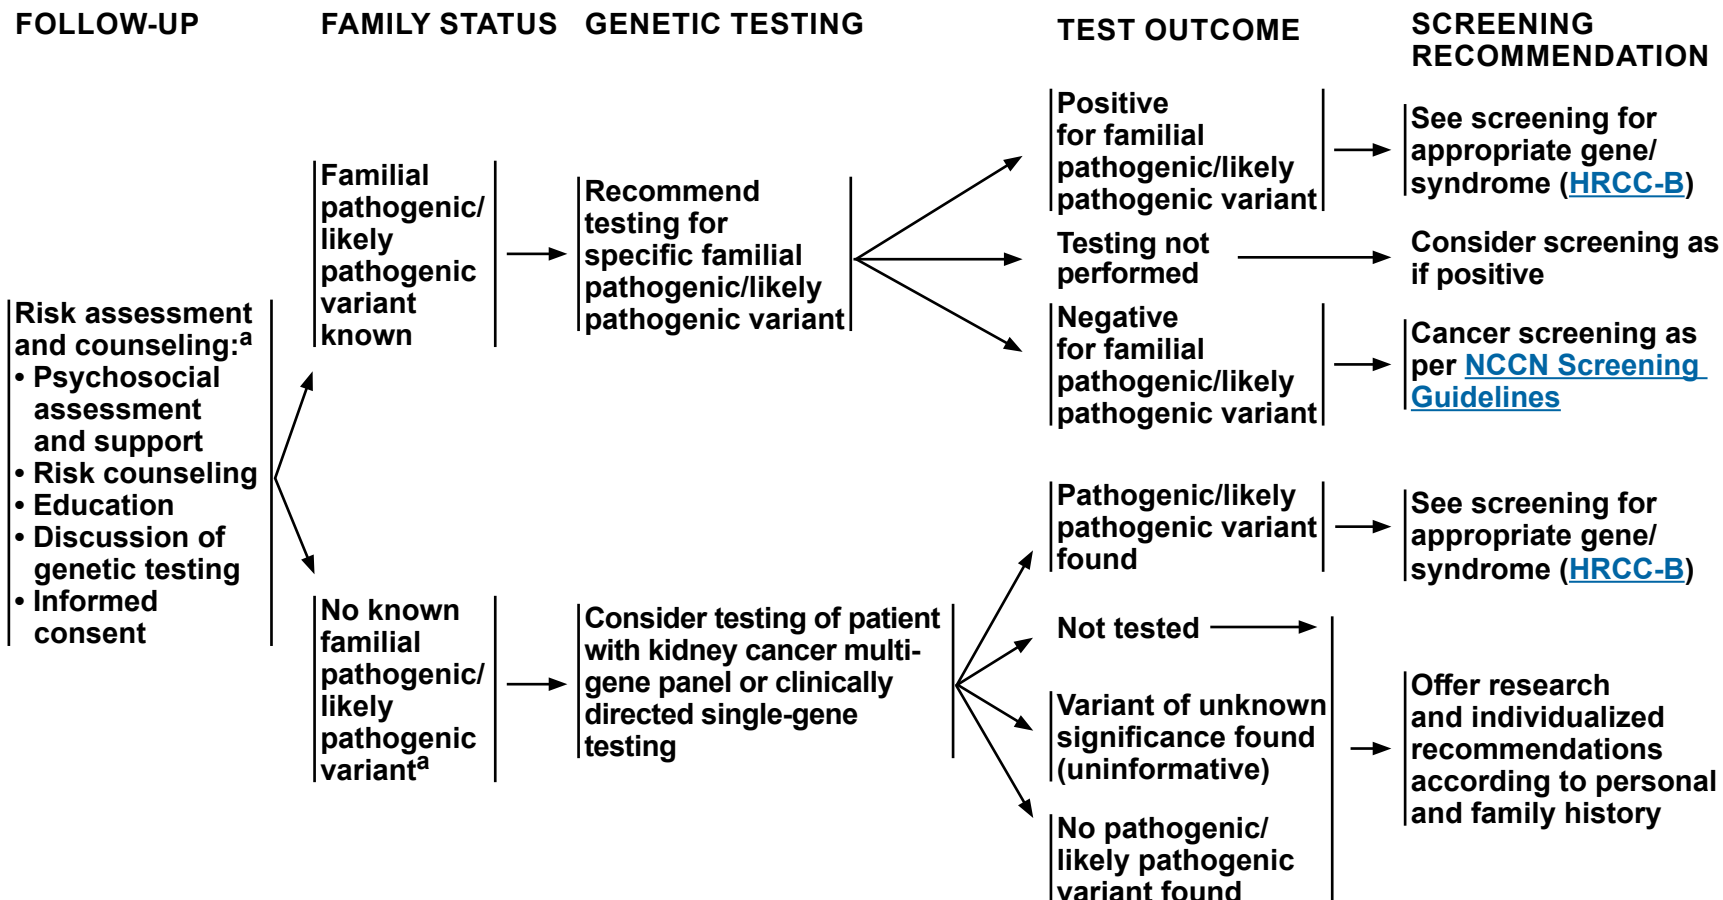 FOLLOW-UP
FAMILY STATUS
GENETIC TESTING
TEST OUTCOME
SCREENING
RECOMMENDATION
Risk assessment
and counseling:a
• Psychosocial
assessment
and support
• Risk counseling
• Education
• Discussion of
genetic testing
• Informed
consent
Familial
pathogenic/
likely
pathogenic
variant
known
Recommend
testing for
specific familial
pathogenic/likely
pathogenic variant
Positive
for familial
pathogenic/likely
pathogenic variant
See screening for
appropriate gene/
syndrome (HRCC-B)
Testing not
performed
Consider screening as
if positive
Negative
for familial
pathogenic/likely
pathogenic variant
Cancer screening as
per NCCN Screening
Guidelines
No known
familial
pathogenic/
likely
pathogenic
varianta
Consider testing of patient
with kidney cancer multi-
gene panel or clinically
directed single-gene
testing
Pathogenic/likely
pathogenic variant
found
See screening for
appropriate gene/
syndrome (HRCC-B)
Not tested
Variant of unknown
significance found
(uninformative)
No pathogenic/
likely pathogenic
variant found
Offer research
and individualized
recommendations
according to personal
and family history